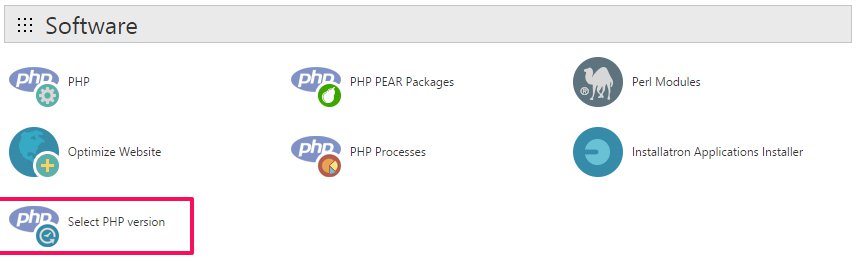 Software
php
PHP
php
PHP PEAR Packages
®
Perl Modules
Optimize Website
php
PHP Processes
Installatron Applications Installer
php
Select PHP version